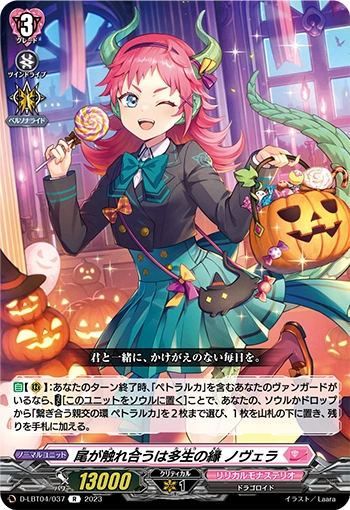 3
グレード
ツインドライブ
ペルソナライド
君と一緒に、かけがえのない毎日を。
自【Ⓡ】:あなたのターン終了時、「ペトラルカ」を含むあなたのヴァンガードが
いるなら、【このユニットをソウルに置く】ことで、あなたの、ソウルかドロップ
から「繋ぎ合う親交の環 ペトラルカ」を2枚まで選び、1枚を山札の下に置き、残
りを手札に加える。
ノーマルユニット
尾が触れ合うは多生の縁 ノヴェラ
リリカルモナステリオ
パワー
13000
クリティカル
1
ドラゴロイド
D-LBT04/037 R 2023
イラスト/Laara